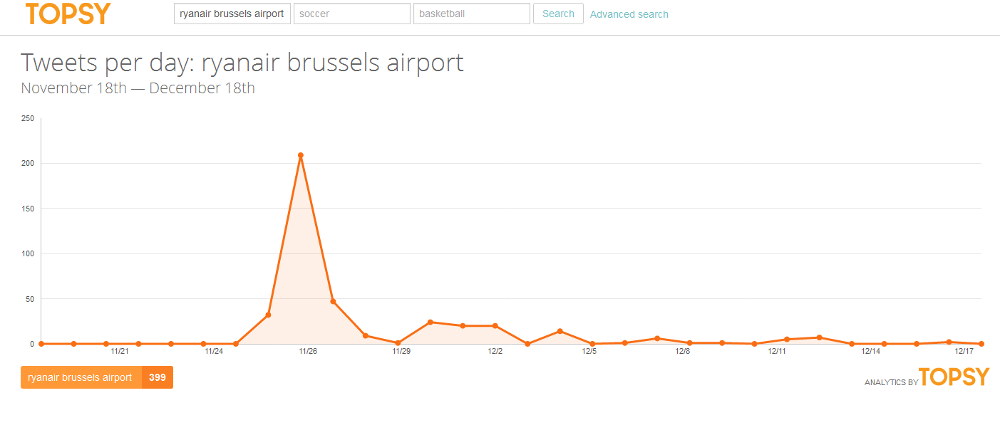 TOPSY
ryanair brussels airport soccer basketball Search Advanced search
Tweets per day: ryanair brussels airport
November 18th — December 18th
250
200
150
100
50
0
11/21 11/24 11/26 11/29 12/2 12/5 12/8 12/11 12/14 12/17
ryanair brussels airport 399
ANALYTICS BY TOPSY